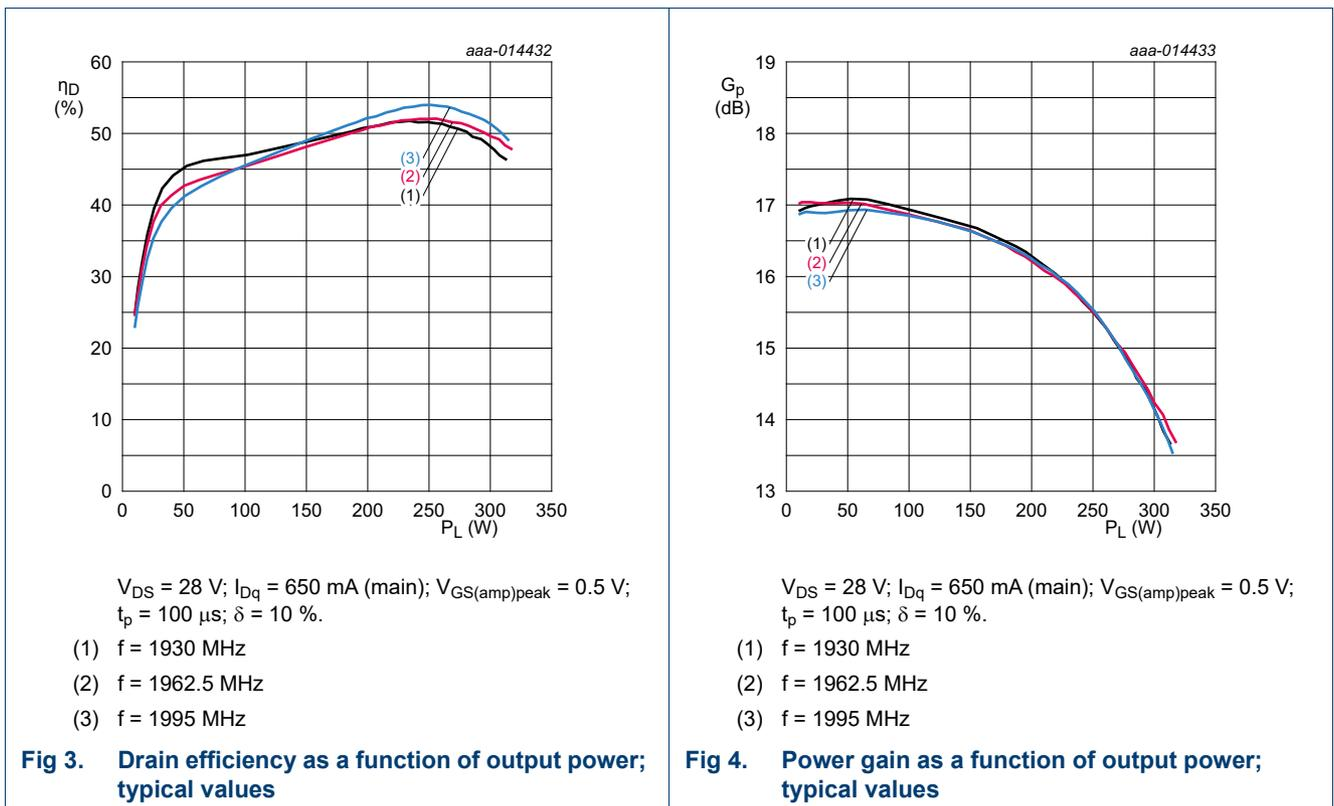 aaa-014432
60
50
40
30
20
10
0
ηD
(%)
(3)
(2)
(1)
0 50 100 150 200 250 300 350
PL (W)
VDS = 28 V; IDq = 650 mA (main); VGS(amp)peak = 0.5 V;
tp = 100 μs; δ = 10 %.
(1) f = 1930 MHz
(2) f = 1962.5 MHz
(3) f = 1995 MHz
Fig 3. Drain efficiency as a function of output power;
typical values
aaa-014433
19
18
17
16
15
14
13
Gp
(dB)
(1)
(2)
(3)
0 50 100 150 200 250 300 350
PL (W)
VDS = 28 V; IDq = 650 mA (main); VGS(amp)peak = 0.5 V;
tp = 100 μs; δ = 10 %.
(1) f = 1930 MHz
(2) f = 1962.5 MHz
(3) f = 1995 MHz
Fig 4. Power gain as a function of output power;
typical values